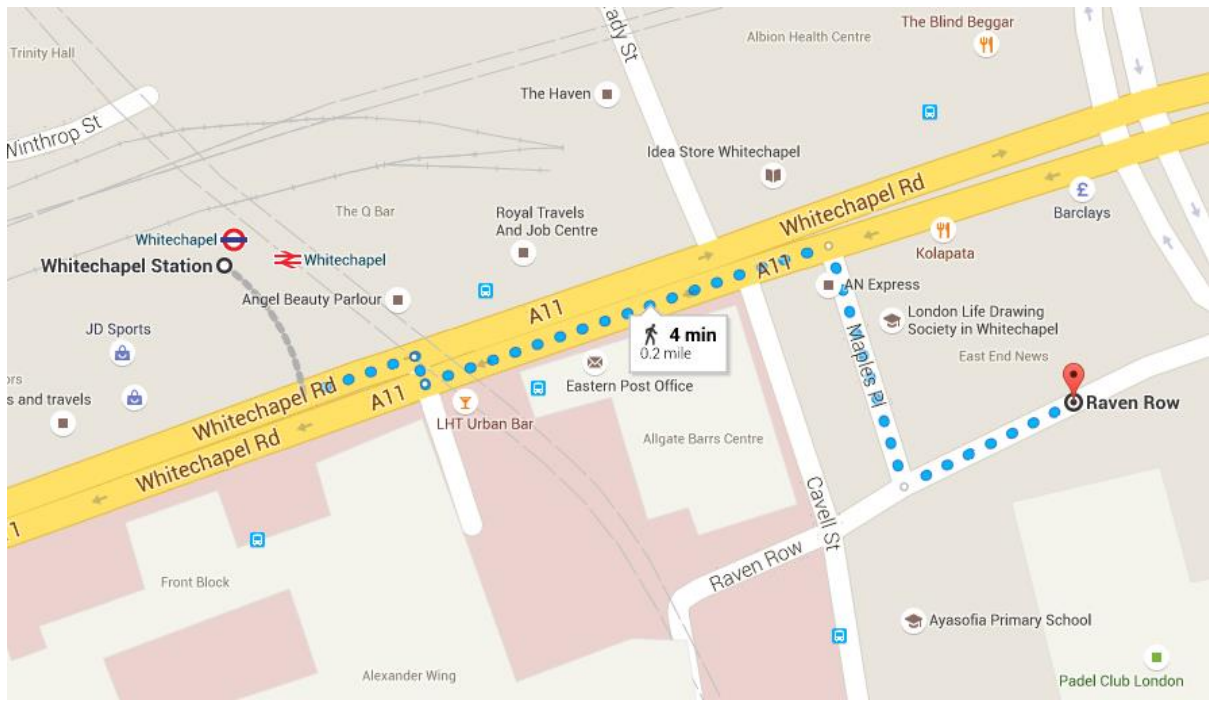 Trinity Hall
ady St
Albion Health Centre
The Blind Beggar
The Haven
Winthrop St
Idea Store Whitechapel
Whitechapel Rd
Barclays
The Q Bar
Royal Travels
And Job Centre
Whitechapel
Whitechapel
Whitechapel Station
Kolapata
A11
AN Express
Angel Beauty Parlour
A11
London Life Drawing
Society in Whitechapel
JD Sports
4 min
0.2 mile
Maples Pl
East End News
ors
s and travels
Whitechapel Rd
A11
Eastern Post Office
Raven Row
LHT Urban Bar
Whitechapel Rd
Allgate Barrs Centre
Cavell St
11
Raven Row
Front Block
Ayasofia Primary School
Alexander Wing
Padel Club London